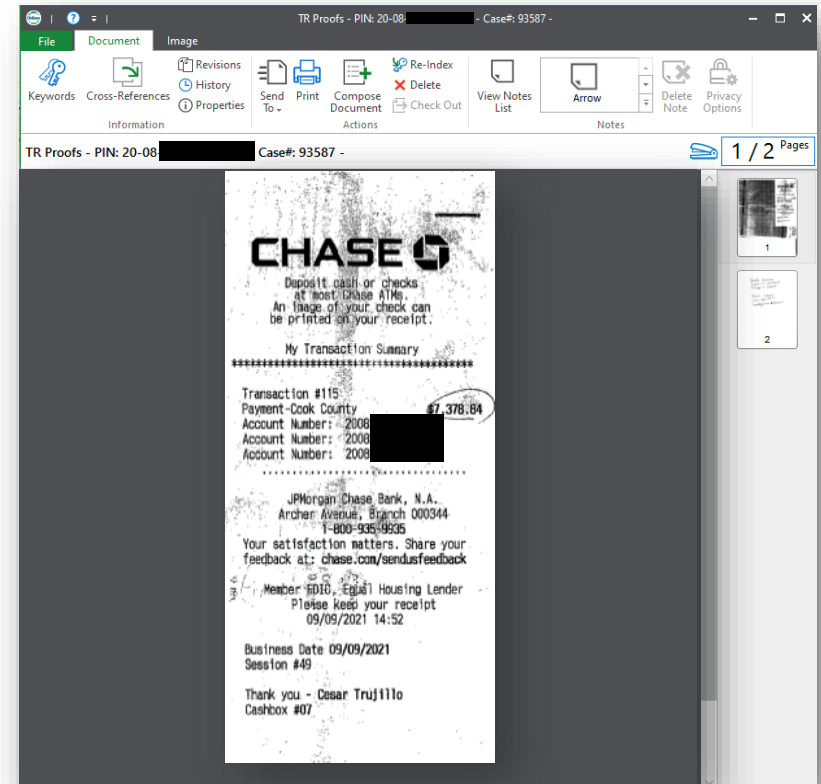 TR Proofs - PIN: 20-08- - Case#: 93587 -
File Document Image
Keywords
Cross-References
Revisions
History
Properties
Information
Send To
Print
Compose Document
Re-Index
Delete
Check Out
Actions
View Notes List
Arrow
Delete Note
Privacy Options
Notes
TR Proofs - PIN: 20-08- Case#: 93587 -
1 / 2 Pages
CHASE
Deposit cash or checks
at most Chase ATMs.
An image of your check can
be printed on your receipt.
My Transaction Summary
****************************************
Transaction #115
Payment-Cook County $7,378.84
Account Number: 2008
Account Number: 2008
Account Number: 2008
JPMorgan Chase Bank, N.A.
Archer Avenue, Branch 000344
1-800-935-9935
Your satisfaction matters. Share your
feedback at: chase.com/sendusfeedback
Member FDIC, Equal Housing Lender
Please keep your receipt
09/09/2021 14:52
Business Date 09/09/2021
Session #49
Thank you - Cesar Trujillo
Cashbox #07
1
2